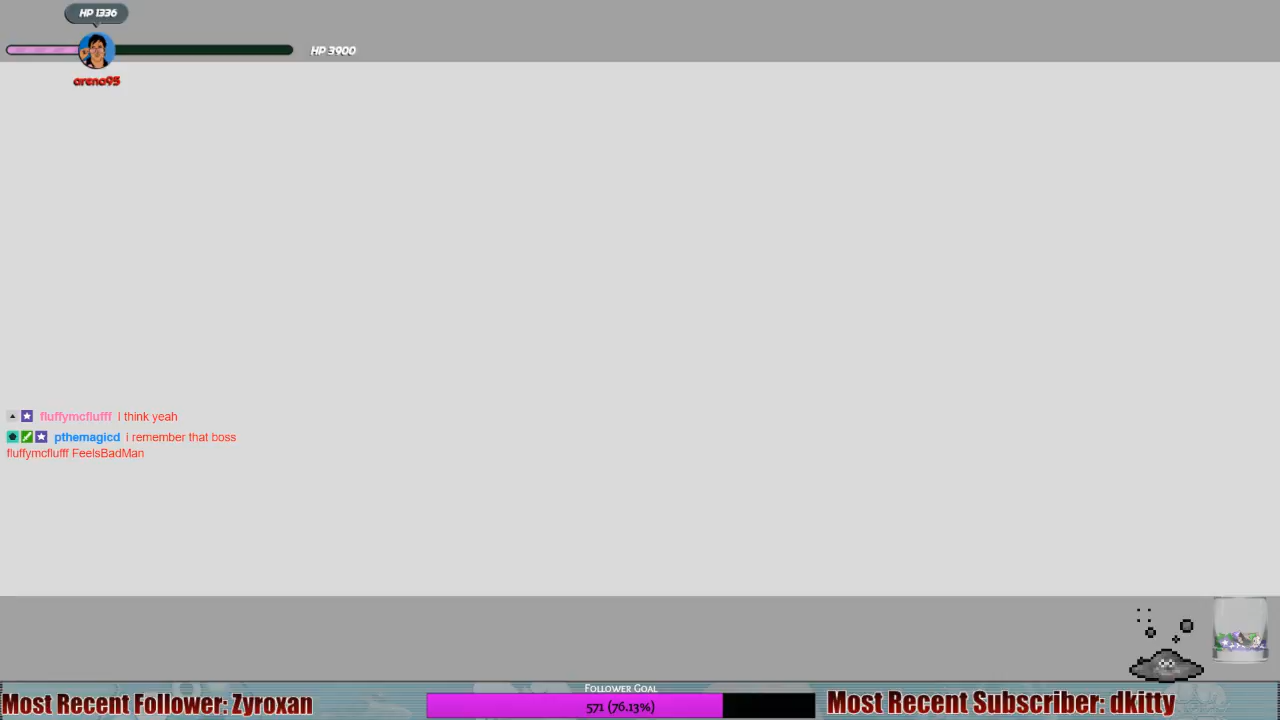 HP 1336
HP 3900
areno95
fluffymcflufff I think yeah
pthemagicd i remember that boss
fluffymcflufff FeelsBadMan
Follower Goal
Most Recent Follower: Zyroxan
571 (76.13%)
Most Recent Subscriber: dkitty